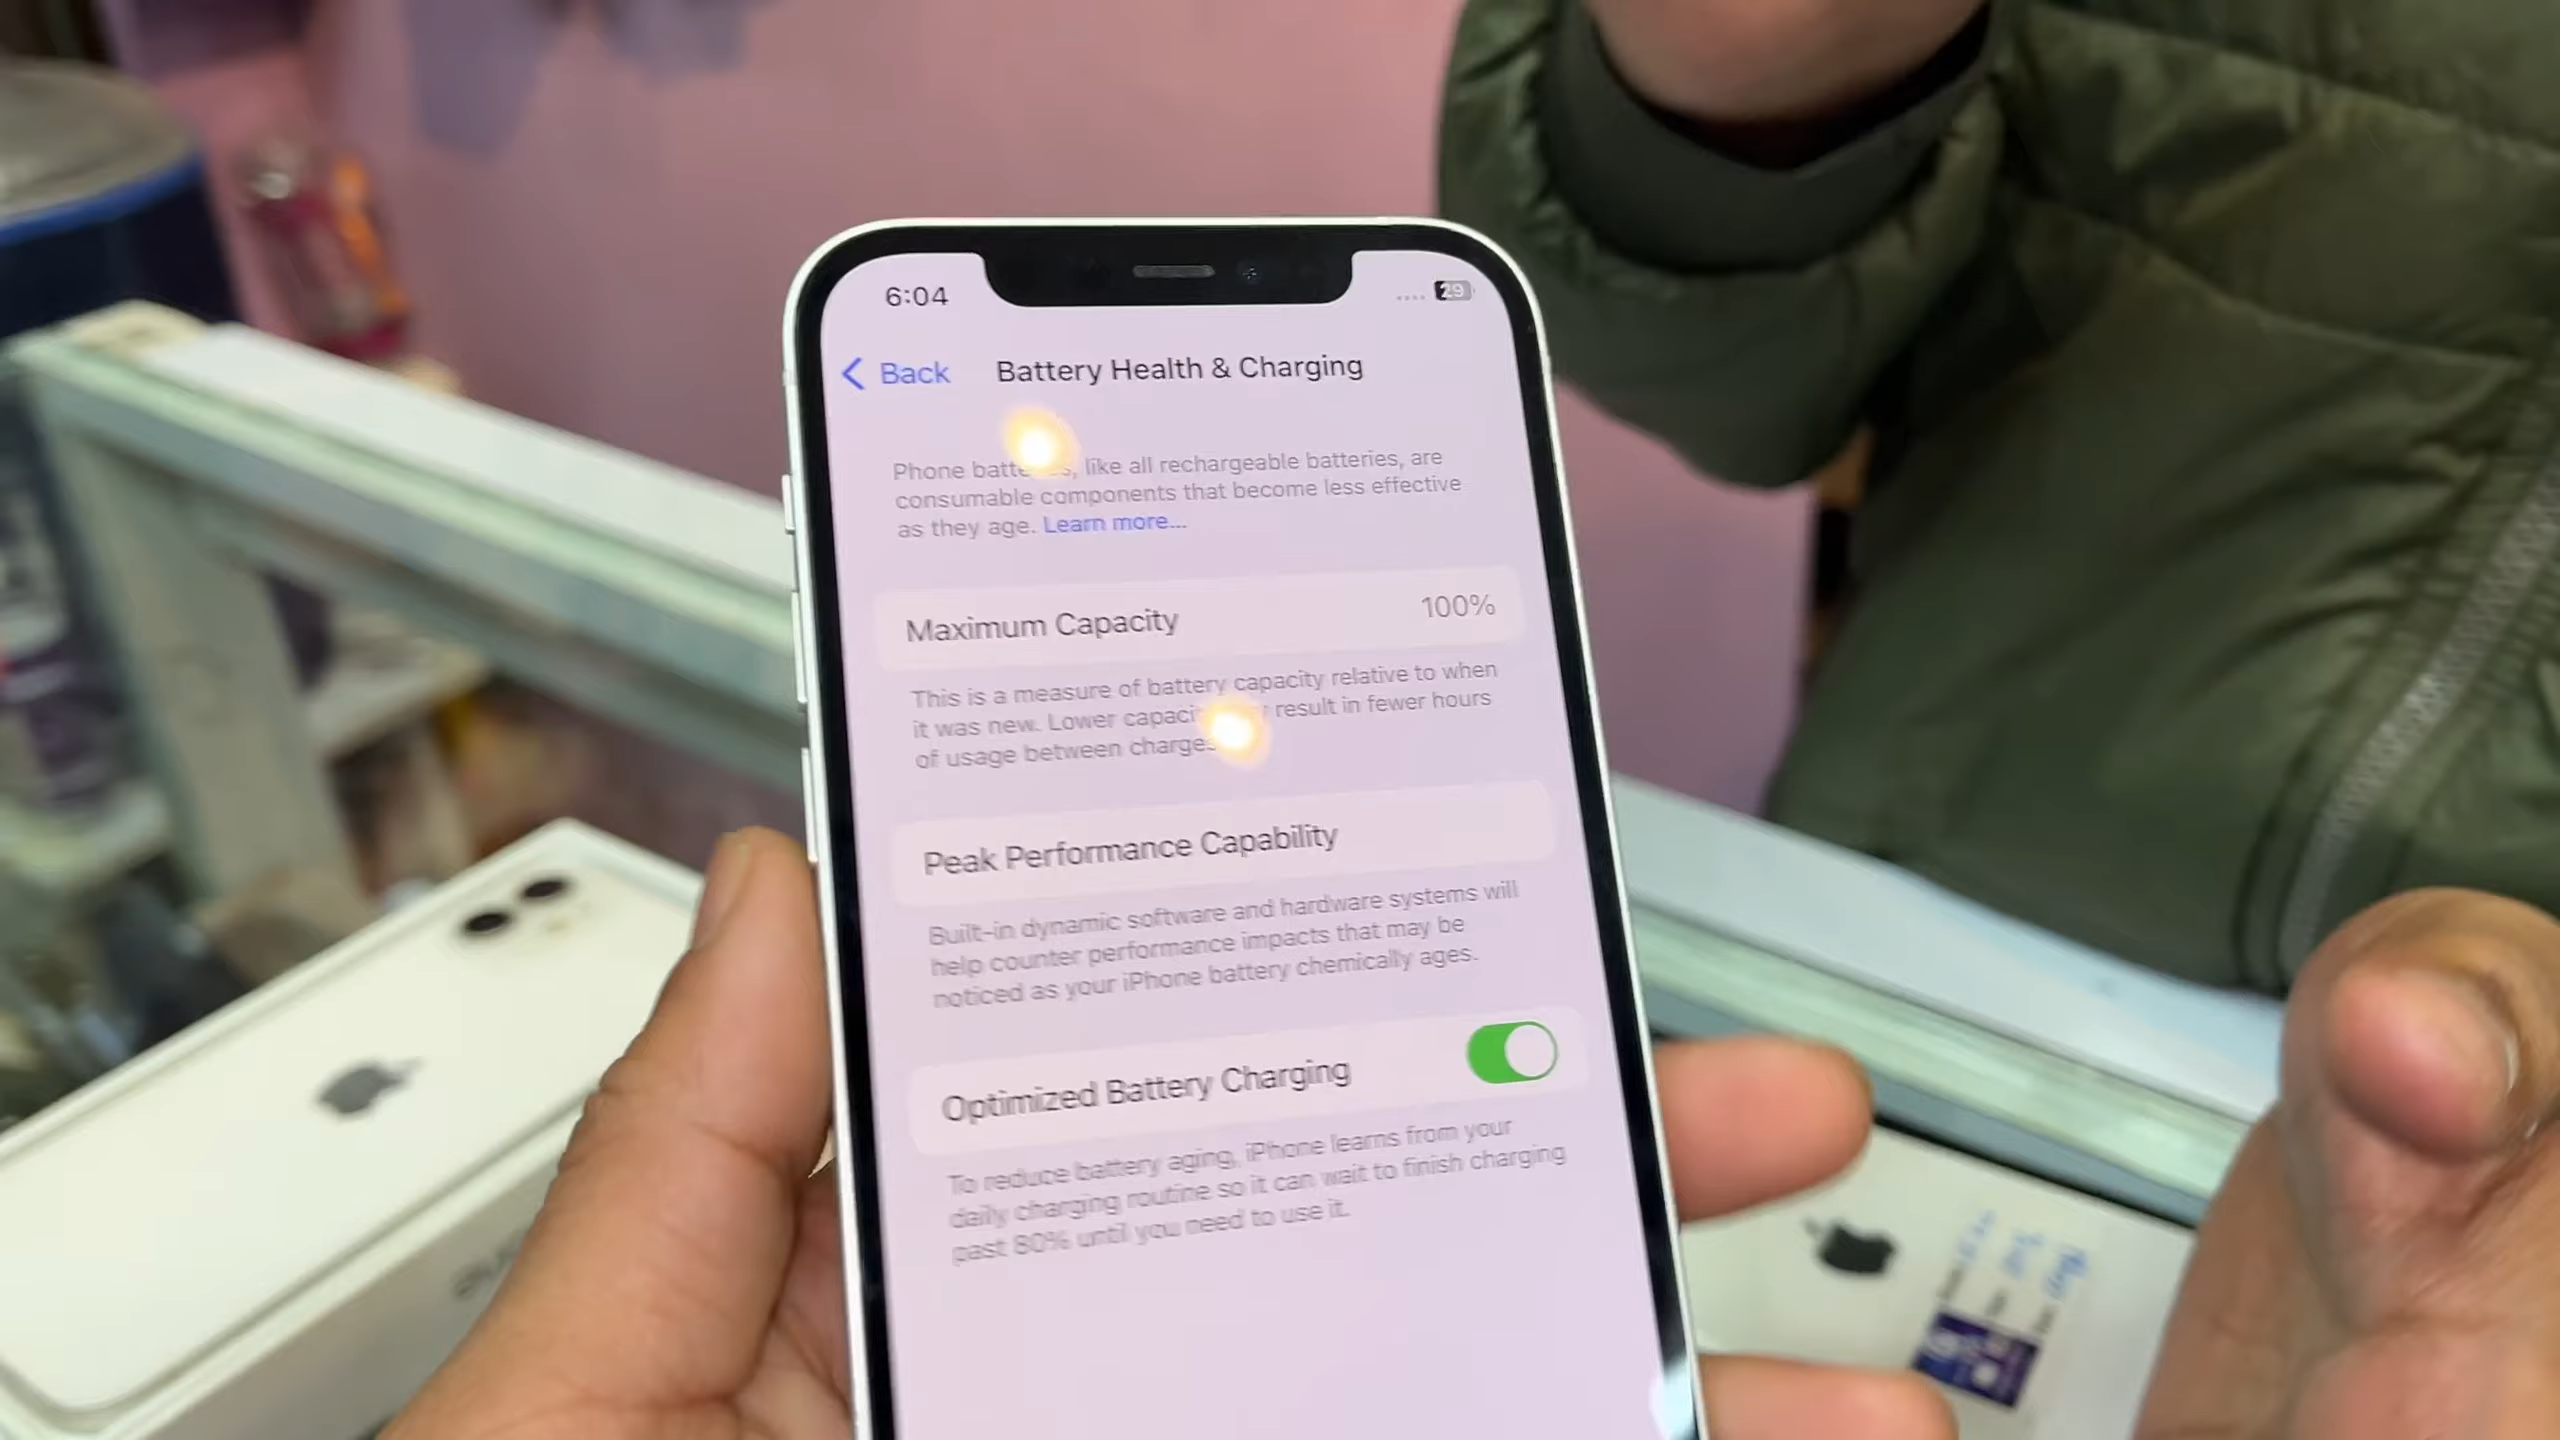 6:04
29
Back
Battery Health & Charging
Phone , like all rechargeable batteries, are
consumable components that become less effective
as they age. Learn more...
Maximum Capacity
100%
This is a measure of battery capacity relative to when
it was new. Lower result in fewer hours
of usage between
Peak Performance Capability
Built-in dynamic software and hardware systems will
help counter performance impacts that may be
noticed as your iPhone battery chemically ages.
Optimized Battery Charging
To reduce battery aging, iPhone learns from your
daily charging routine so it can wait to finish charging
past 80% until you need to use it.